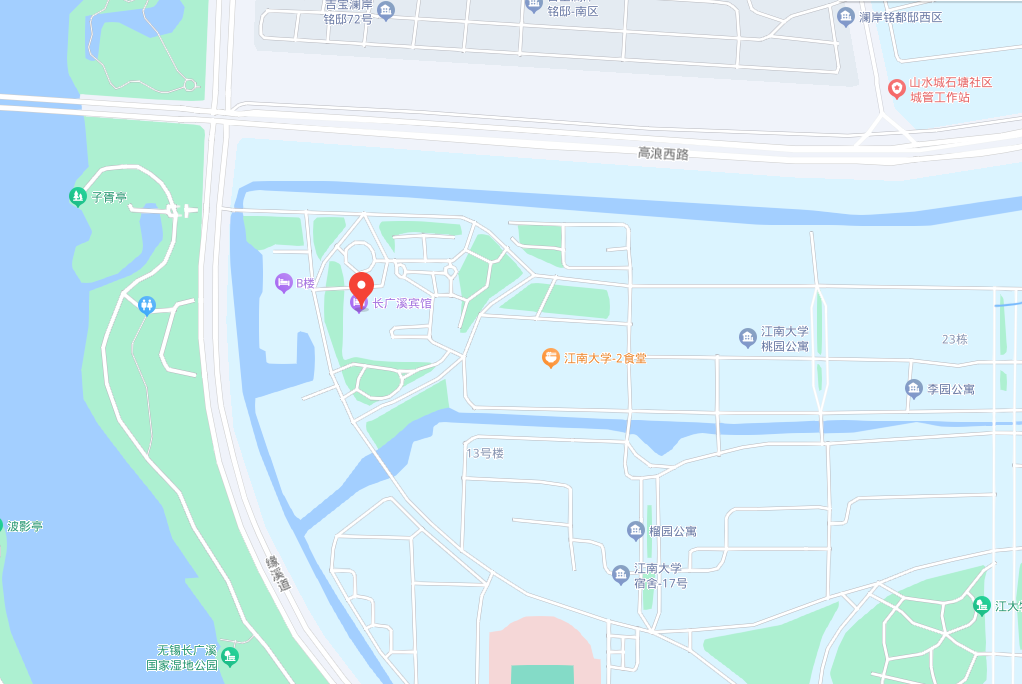 吉宝澜岸
铭邸72号
铭邸-南区
澜岸铭都邸西区
山水城石塘社区
城管工作站
高浪西路
子胥亭
B楼
长广溪宾馆
江南大学
桃园公寓
23栋
江南大学-2食堂
李园公寓
13号楼
波影亭
榴园公寓
缘溪道
江南大学
宿舍-17号
江大
无锡长广溪
国家湿地公园